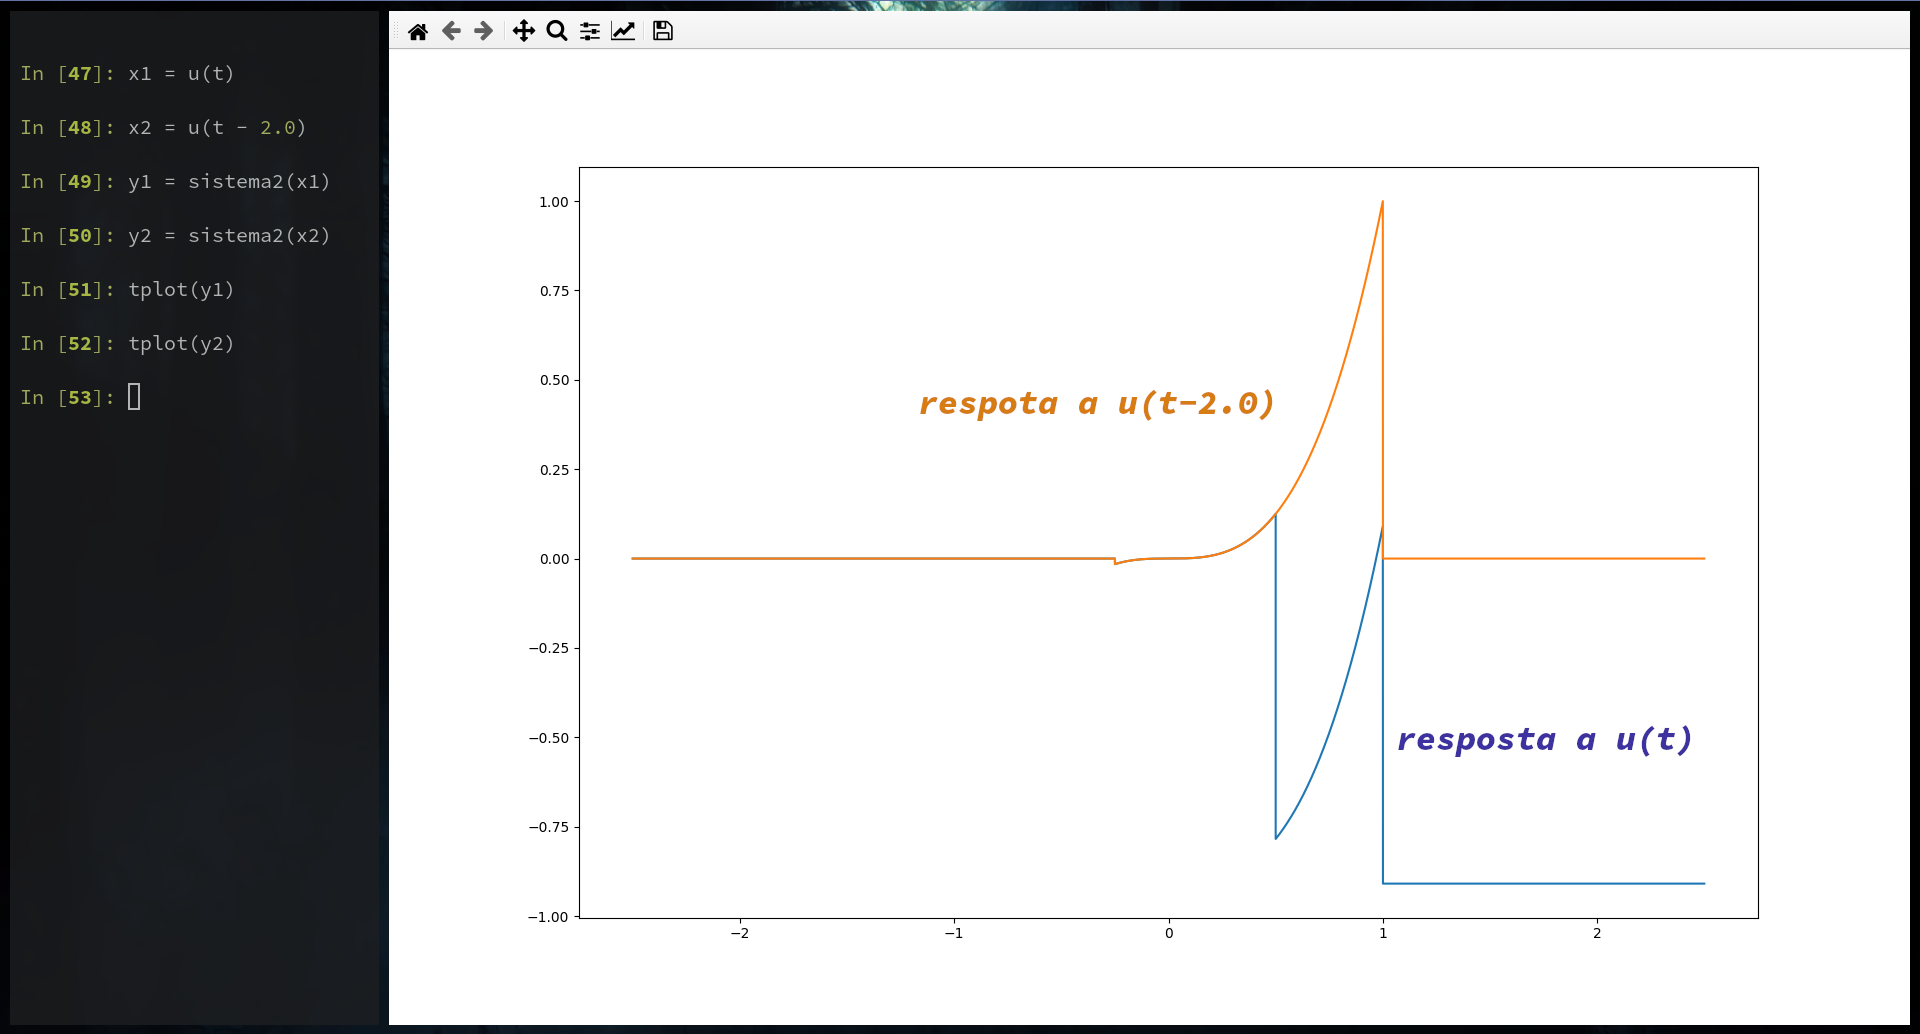 In [47]: x1 = u(t)
In [48]: x2 = u(t - 2.0)
In [49]: y1 = sistema2(x1)
In [50]: y2 = sistema2(x2)
In [51]: tplot(y1)
In [52]: tplot(y2)
In [53]:
1.00
0.75
0.50
respota a u(t-2.0)
0.25
0.00
−0.25
−0.50
resposta a u(t)
−0.75
−1.00
−2 −1 0 1 2